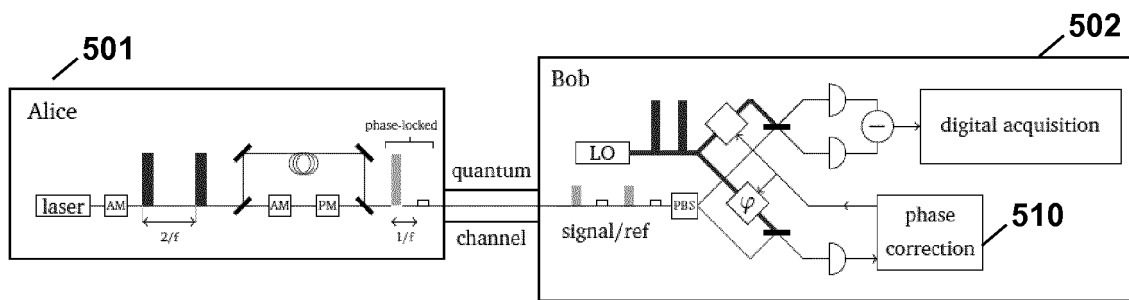 501
502
Alice
Bob
phase-locked
laser
AM
AM
PM
2/f
1/f
quantum
channel
LO
signal/ref
PBS
φ
−
digital acquisition
phase
correction
510